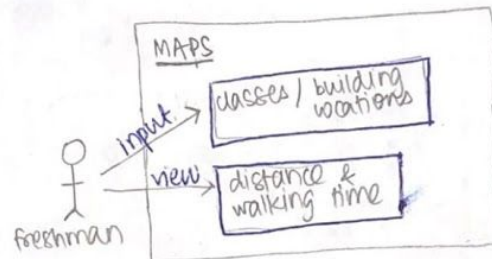 MAPS
classes / building
locations
input
view
distance &
walking time
freshman